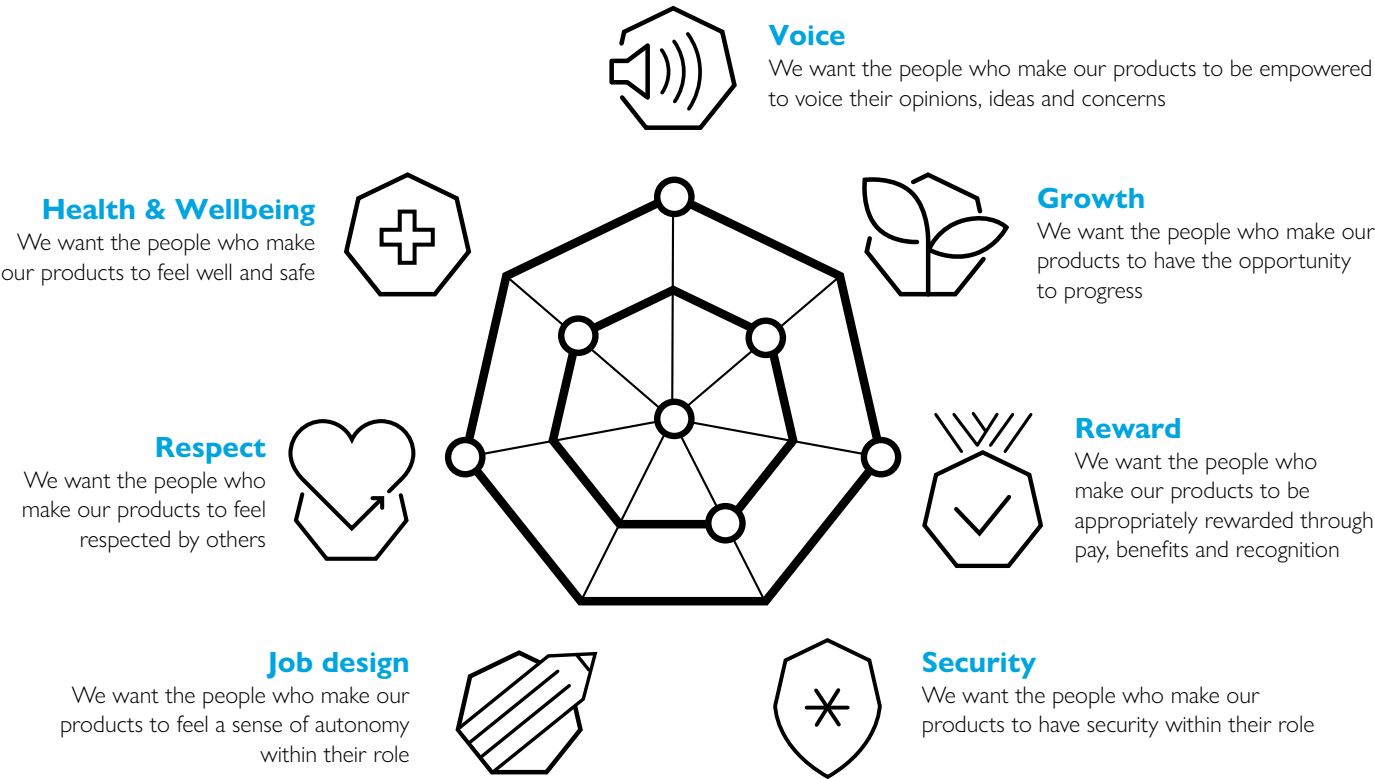 Voice
We want the people who make our products to be empowered
to voice their opinions, ideas and concerns
Health & Wellbeing
We want the people who make
our products to feel well and safe
Growth
We want the people who make our
products to have the opportunity
to progress
Respect
We want the people who
make our products to feel
respected by others
Reward
We want the people who
make our products to be
appropriately rewarded through
pay, benefits and recognition
Job design
We want the people who make our
products to feel a sense of autonomy
within their role
Security
We want the people who make our
products to have security within their role